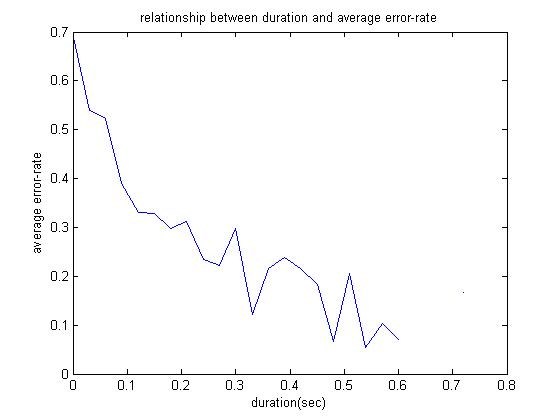 relationship between duration and average error-rate
0.7
0.6
0.5
0.4
0.3
0.2
0.1
0
average error-rate
0 0.1 0.2 0.3 0.4 0.5 0.6 0.7 0.8
duration(sec)